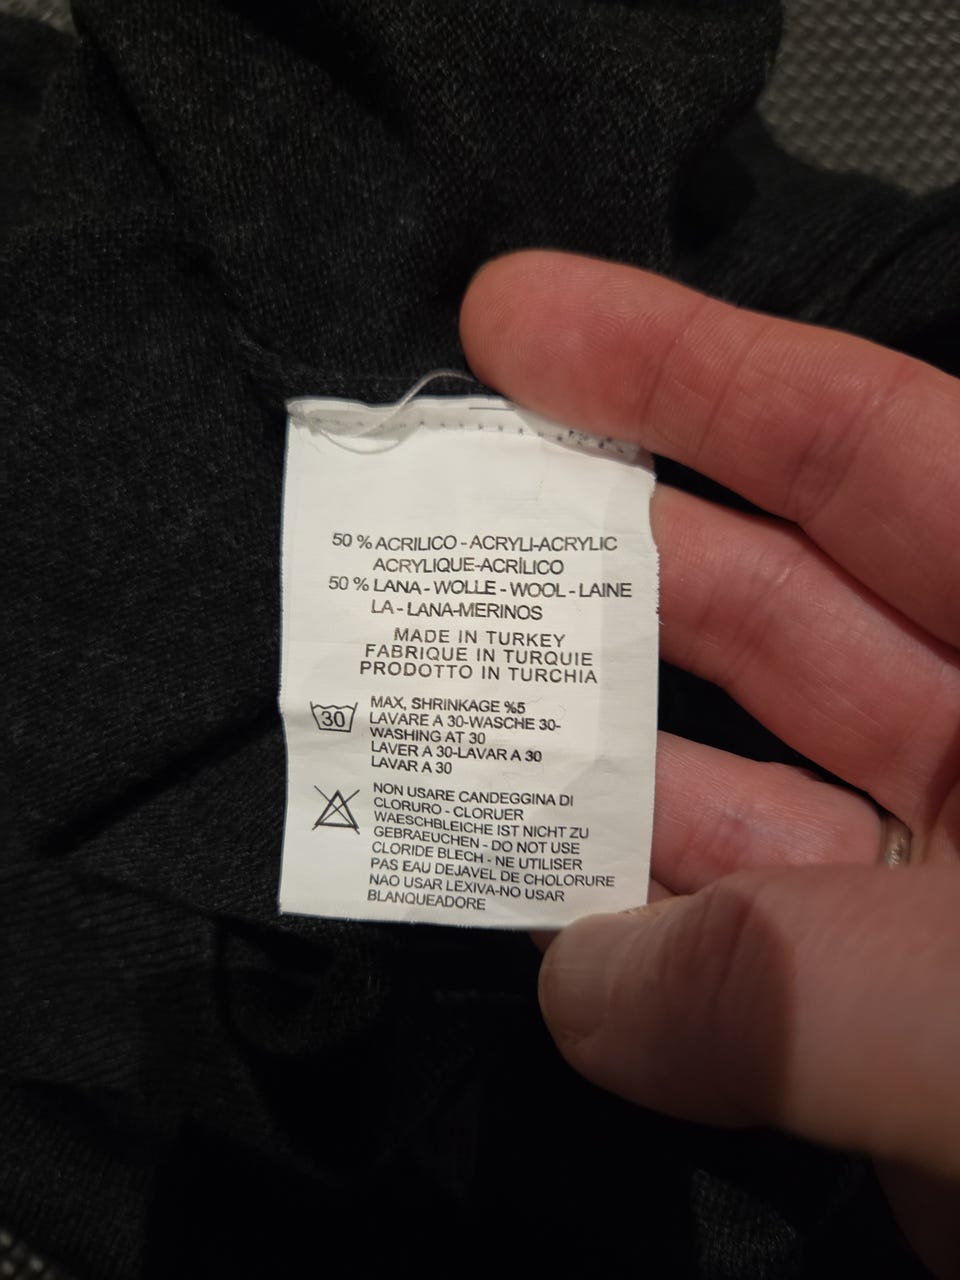 50 % ACRILICO - ACRYLI-ACRYLIC
ACRYLIQUE-ACRİLICO
50 % LANA - WOLLE - WOOL - LAINE
LA - LANA-MERINOS
MADE IN TURKEY
FABRIQUE IN TURQUIE
PRODOTTO IN TURCHIA
30
MAX, SHRINKAGE %5
LAVARE A 30-WASCHE 30-
WASHING AT 30
LAVER A 30-LAVAR A 30
LAVAR A 30
NON USARE CANDEGGINA DI
CLORURO - CLORUER
WAESCHBLEICHE IST NICHT ZU
GEBRAEUCHEN - DO NOT USE
CLORIDE BLECH - NE UTILISER
PAS EAU DEJAVEL DE CHOLORURE
NAO USAR LEXIVA-NO USAR
BLANQUEADORE